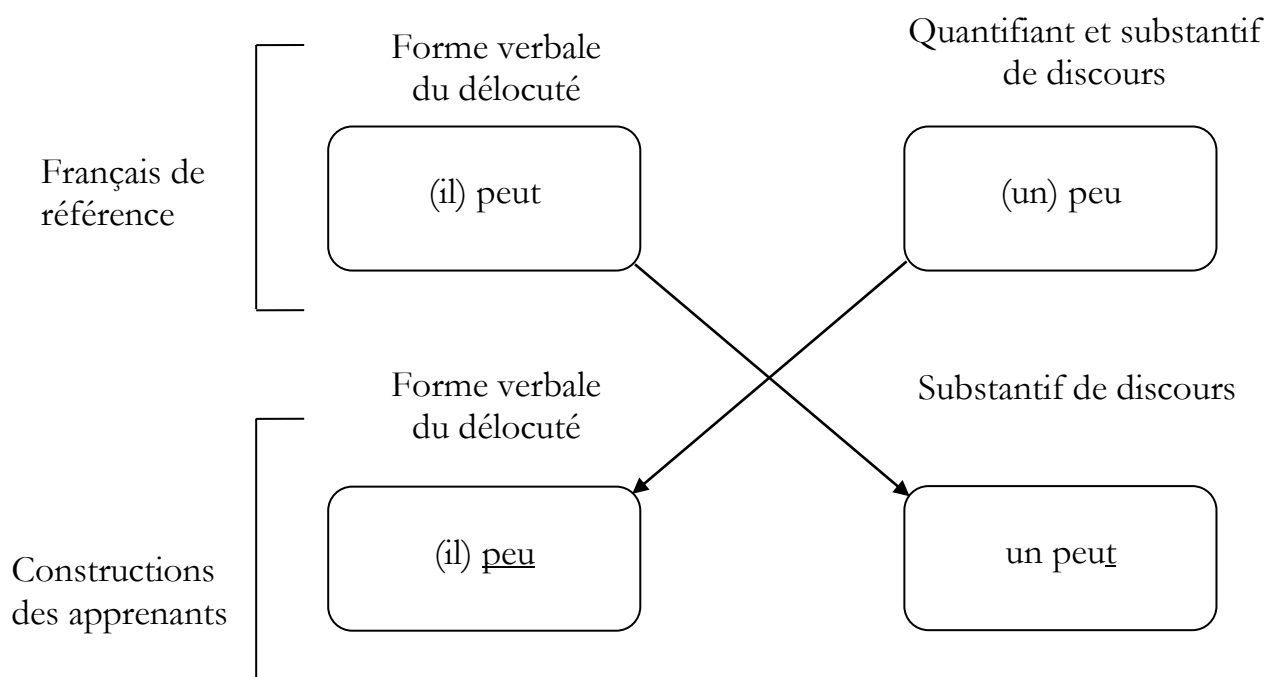 Forme verbale
du délocuté
Quantifiant et substantif
de discours
Français de
référence
(il) peut
(un) peu
Forme verbale
du délocuté
Substantif de discours
Constructions
des apprenants
(il) peu
un peut